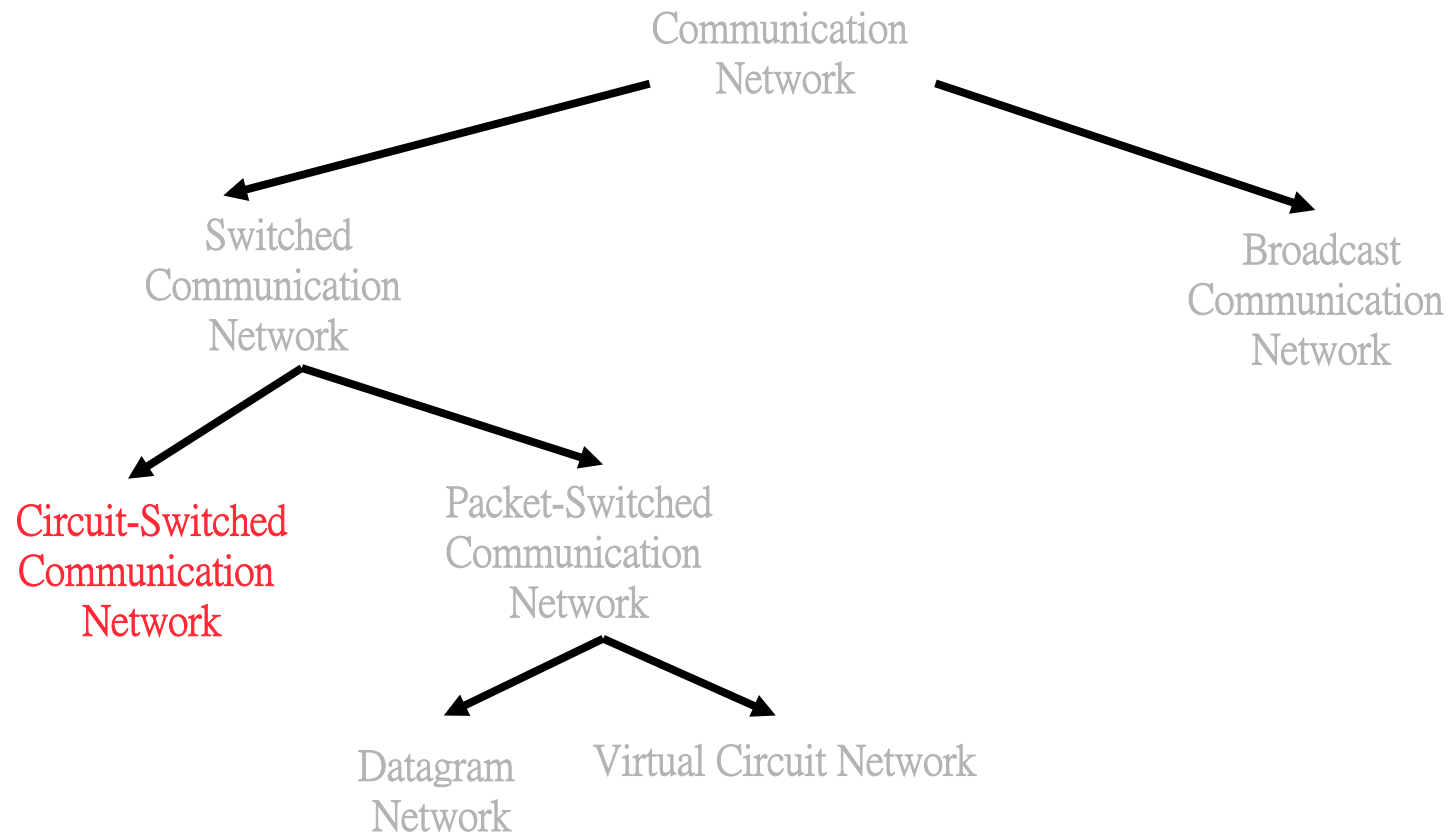 Communication
Network
Switched
Communication
Network
Broadcast
Communication
Network
Circuit-Switched
Communication
Network
Packet-Switched
Communication
Network
Datagram
Network
Virtual Circuit Network